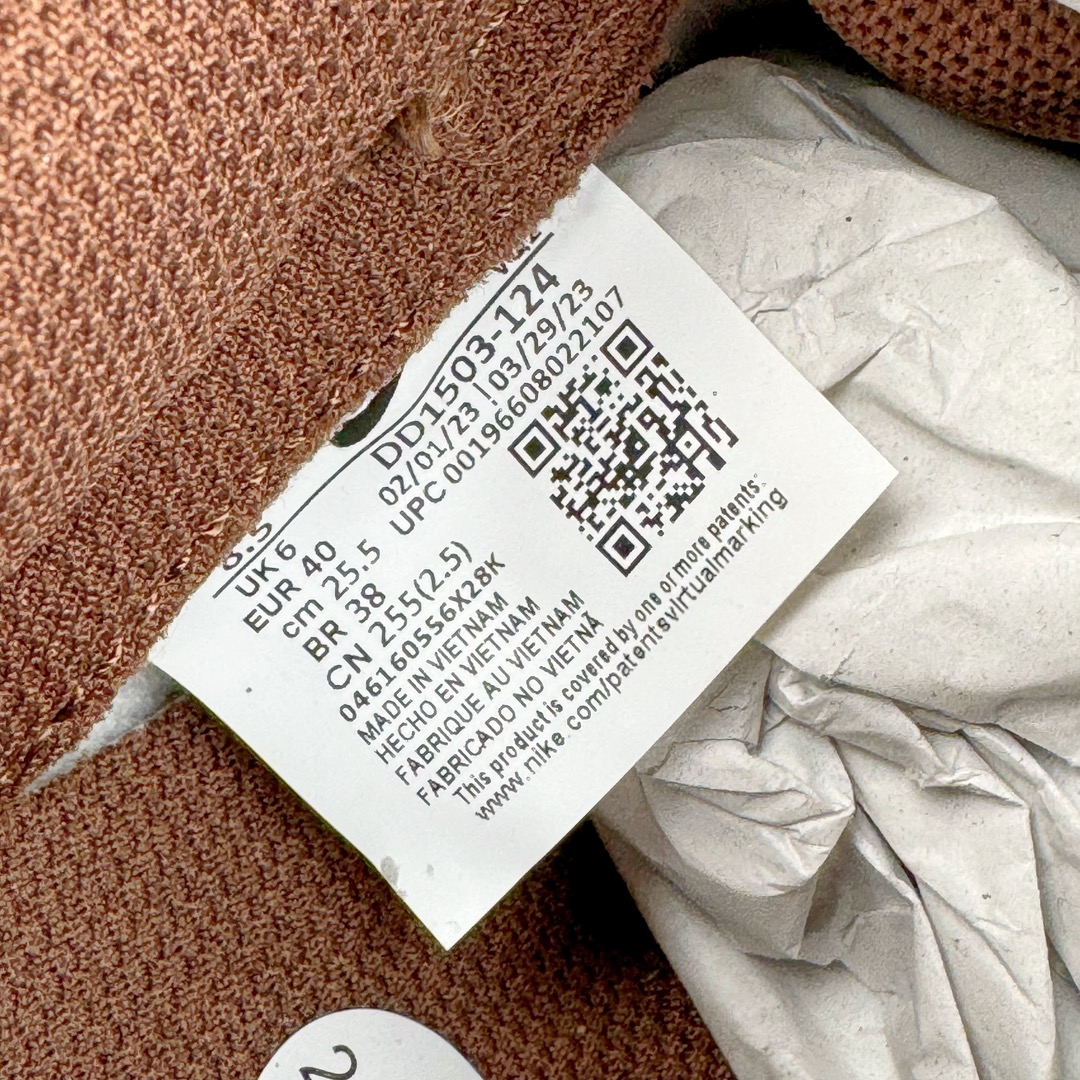 8.5
UK 6
EUR 40
cm 25.5
BR 38
CN 255(2.5)
DD1503-124
02/01/23 | 03/29/23
UPC 00196608022107
0461605S6X28K
MADE IN VIETNAM
HECHO EN VIETNAM
FABRIQUE AU VIETNAM
FABRICADO NO VIETNÃ
This product is covered by one or more patents:
www.nike.com/patentsvirtualmarking